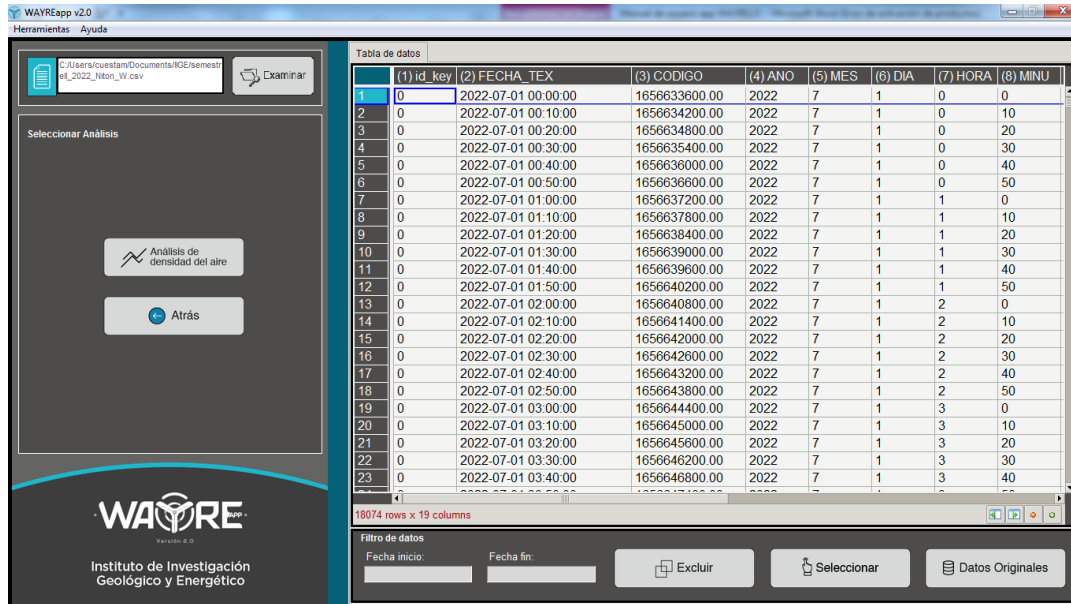 WAYREapp v2.0
Herramientas Ayuda
C:/Users/cuestam/Documents/IIGE/semestr
ell_2022_Niton_W.csv
Examinar
Seleccionar Análisis
Análisis de
densidad del aire
Atrás
WAYRE APP
Versión 2.0
Instituto de Investigación
Geológico y Energético
Tabla de datos
(1) id_key (2) FECHA_TEX (3) CODIGO (4) ANO (5) MES (6) DIA (7) HORA (8) MINU
1 0 2022-07-01 00:00:00 1656633600.00 2022 7 1 0 0
2 0 2022-07-01 00:10:00 1656634200.00 2022 7 1 0 10
3 0 2022-07-01 00:20:00 1656634800.00 2022 7 1 0 20
4 0 2022-07-01 00:30:00 1656635400.00 2022 7 1 0 30
5 0 2022-07-01 00:40:00 1656636000.00 2022 7 1 0 40
6 0 2022-07-01 00:50:00 1656636600.00 2022 7 1 0 50
7 0 2022-07-01 01:00:00 1656637200.00 2022 7 1 1 0
8 0 2022-07-01 01:10:00 1656637800.00 2022 7 1 1 10
9 0 2022-07-01 01:20:00 1656638400.00 2022 7 1 1 20
10 0 2022-07-01 01:30:00 1656639000.00 2022 7 1 1 30
11 0 2022-07-01 01:40:00 1656639600.00 2022 7 1 1 40
12 0 2022-07-01 01:50:00 1656640200.00 2022 7 1 1 50
13 0 2022-07-01 02:00:00 1656640800.00 2022 7 1 2 0
14 0 2022-07-01 02:10:00 1656641400.00 2022 7 1 2 10
15 0 2022-07-01 02:20:00 1656642000.00 2022 7 1 2 20
16 0 2022-07-01 02:30:00 1656642600.00 2022 7 1 2 30
17 0 2022-07-01 02:40:00 1656643200.00 2022 7 1 2 40
18 0 2022-07-01 02:50:00 1656643800.00 2022 7 1 2 50
19 0 2022-07-01 03:00:00 1656644400.00 2022 7 1 3 0
20 0 2022-07-01 03:10:00 1656645000.00 2022 7 1 3 10
21 0 2022-07-01 03:20:00 1656645600.00 2022 7 1 3 20
22 0 2022-07-01 03:30:00 1656646200.00 2022 7 1 3 30
23 0 2022-07-01 03:40:00 1656646800.00 2022 7 1 3 40
18074 rows x 19 columns
Filtro de datos
Fecha inicio: Fecha fin:
Excluir
Seleccionar
Datos Originales